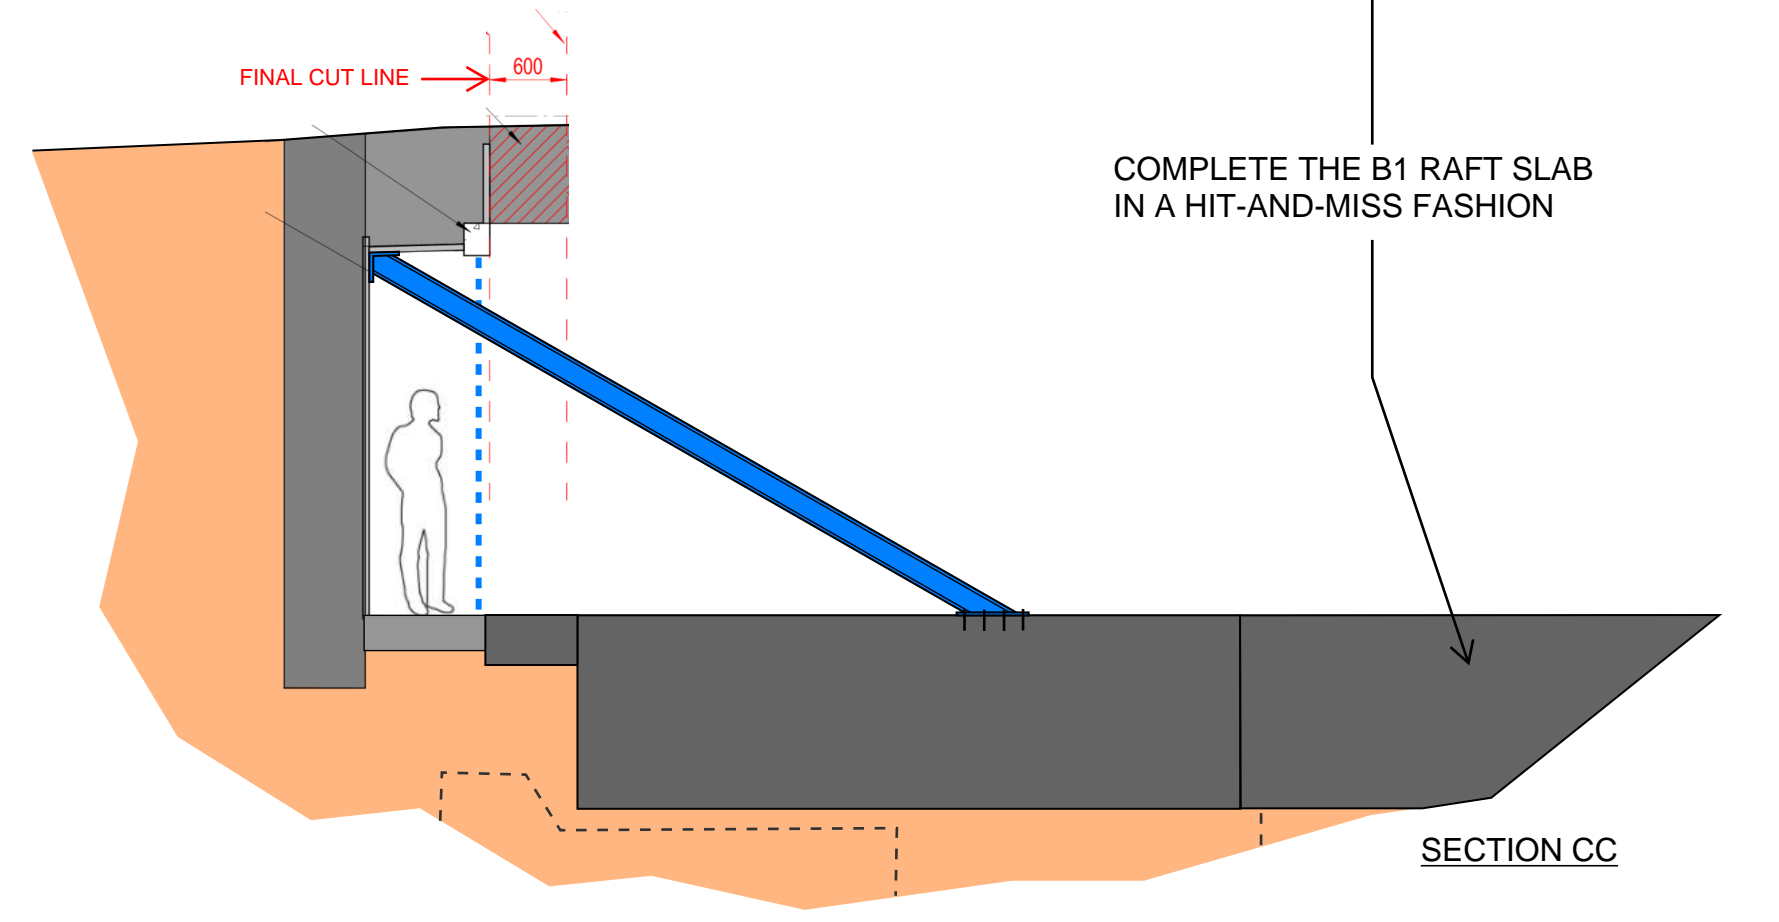 600
FINAL CUT LINE
COMPLETE THE B1 RAFT SLAB
IN A HIT-AND-MISS FASHION
SECTION CC